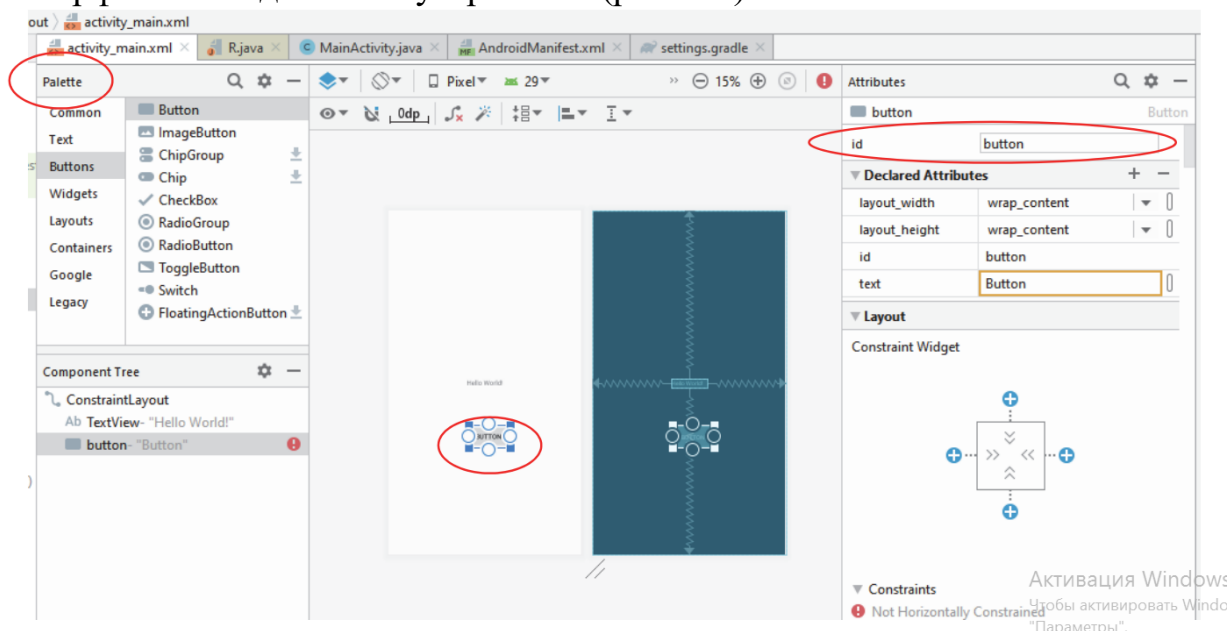 out > activity_main.xml
activity_main.xml R.java MainActivity.java AndroidManifest.xml settings.gradle
Palette
Pixel 29 » 15%
Attributes
Common
Text
Buttons
Widgets
Layouts
Containers
Google
Legacy
Button
ImageButton
ChipGroup
Chip
CheckBox
RadioGroup
RadioButton
ToggleButton
Switch
FloatingActionButton
0dp
Component Tree
ConstraintLayout
Ab TextView- "Hello World!"
button- "Button"
Hello World!
BUTTON
button Button
id button
Declared Attributes
layout_width wrap_content
layout_height wrap_content
id button
text Button
Layout
Constraint Widget
Constraints
Not Horizontally Constrained
Активация Windows
Чтобы активировать Windo
"Параметры".